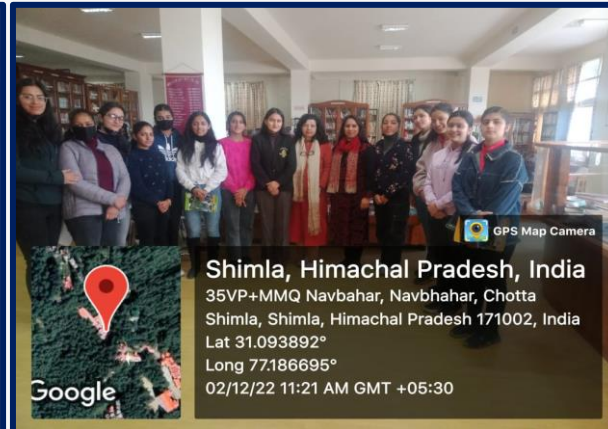 GPS Map Camera
Shimla, Himachal Pradesh, India
35VP+MMQ Navbahar, Navbhahar, Chotta
Shimla, Shimla, Himachal Pradesh 171002, India
Lat 31.093892°
Long 77.186695°
02/12/22 11:21 AM GMT +05:30
Google